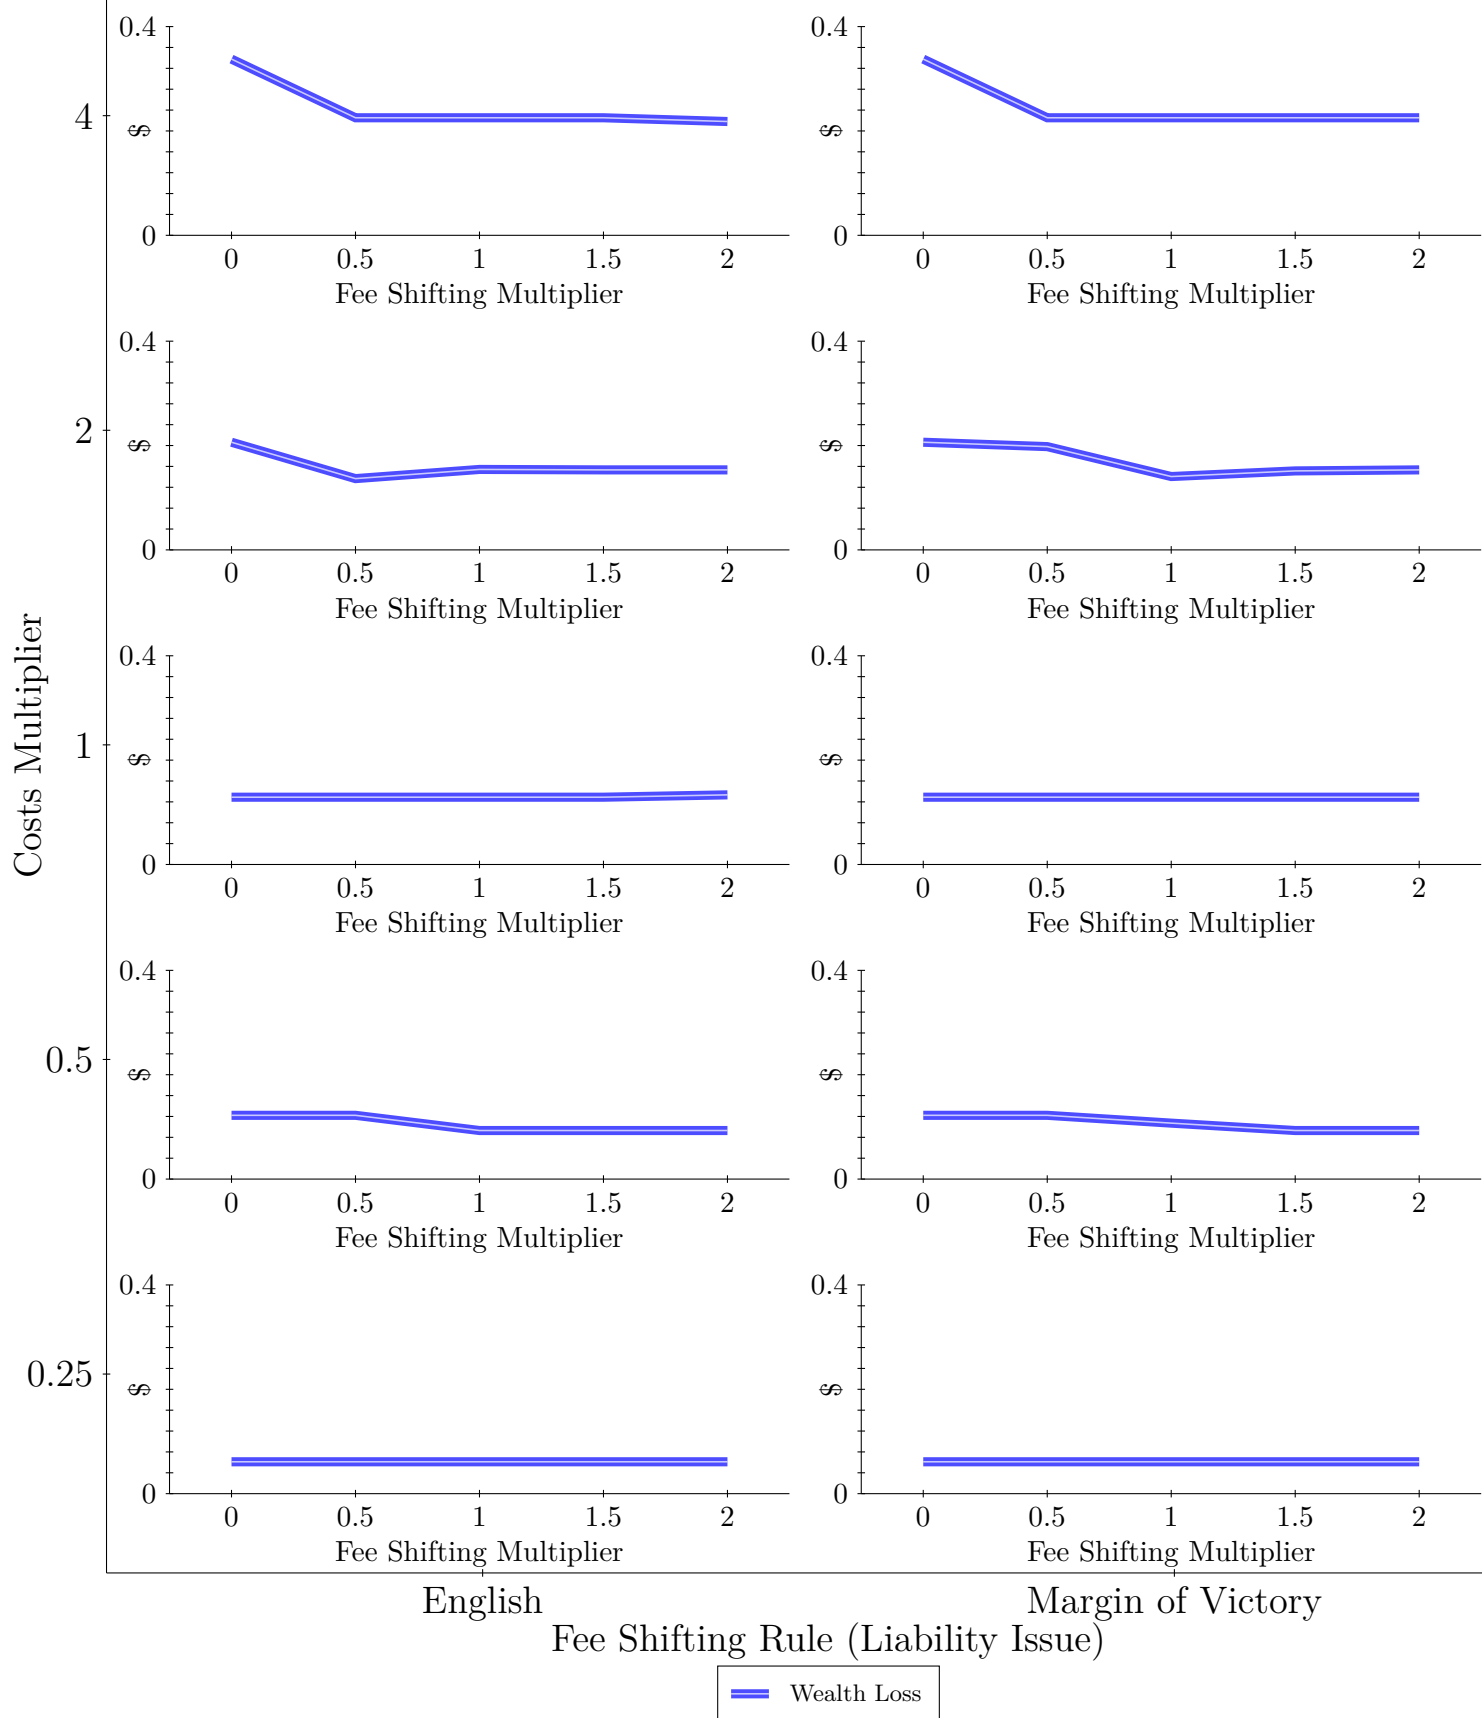 Costs Multiplier
4
0.4
$
0
0 0.5 1 1.5 2
Fee Shifting Multiplier
0.4
$
0
0 0.5 1 1.5 2
Fee Shifting Multiplier
2
0.4
$
0
0 0.5 1 1.5 2
Fee Shifting Multiplier
0.4
$
0
0 0.5 1 1.5 2
Fee Shifting Multiplier
1
0.4
$
0
0 0.5 1 1.5 2
Fee Shifting Multiplier
0.4
$
0
0 0.5 1 1.5 2
Fee Shifting Multiplier
0.5
0.4
$
0
0 0.5 1 1.5 2
Fee Shifting Multiplier
0.4
$
0
0 0.5 1 1.5 2
Fee Shifting Multiplier
0.25
0.4
$
0
0 0.5 1 1.5 2
Fee Shifting Multiplier
0.4
$
0
0 0.5 1 1.5 2
Fee Shifting Multiplier
English
Margin of Victory
Fee Shifting Rule (Liability Issue)
Wealth Loss